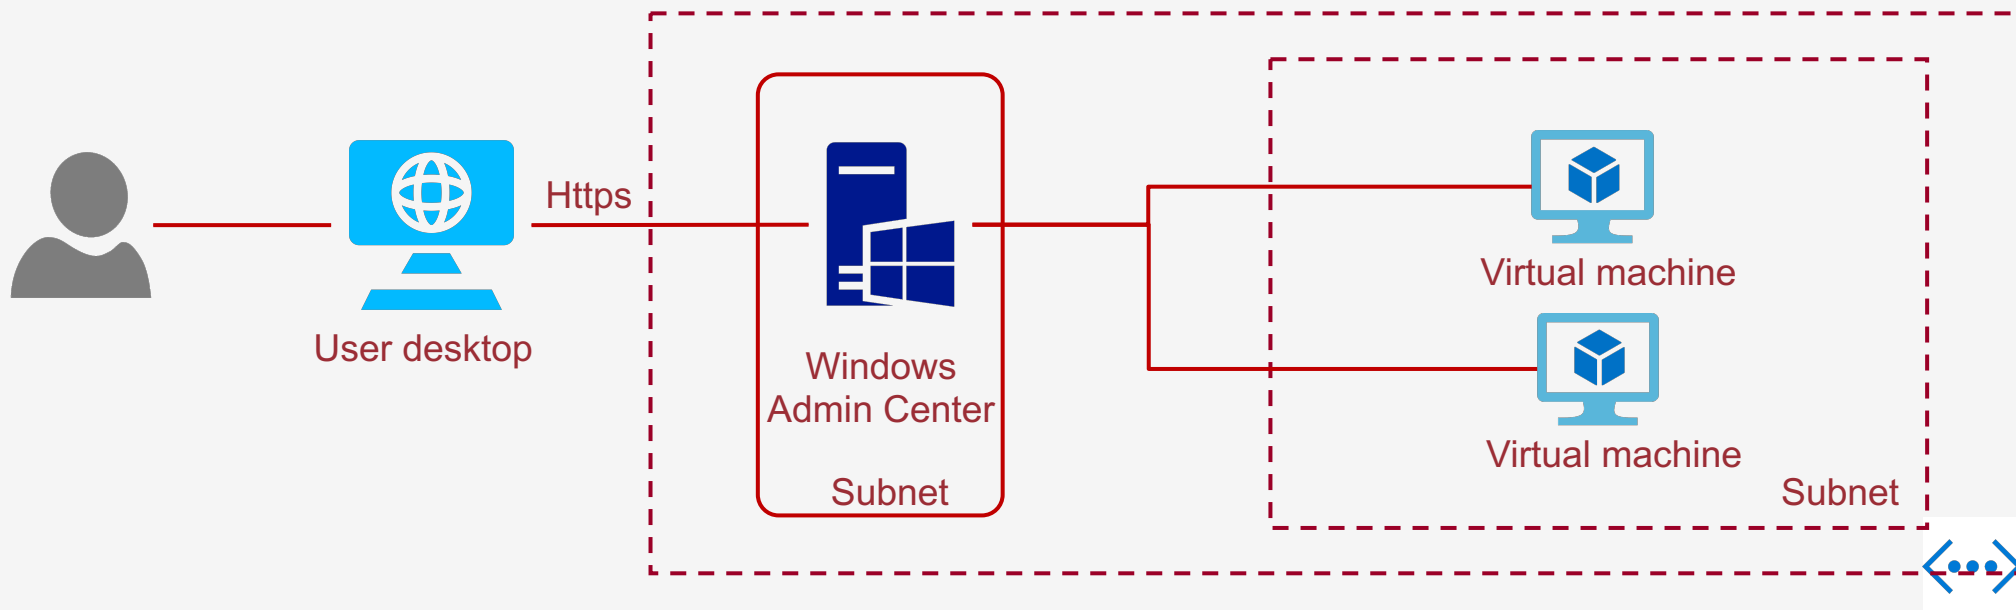 Https
User desktop
Windows
Admin Center
Subnet
Virtual machine
Virtual machine
Subnet